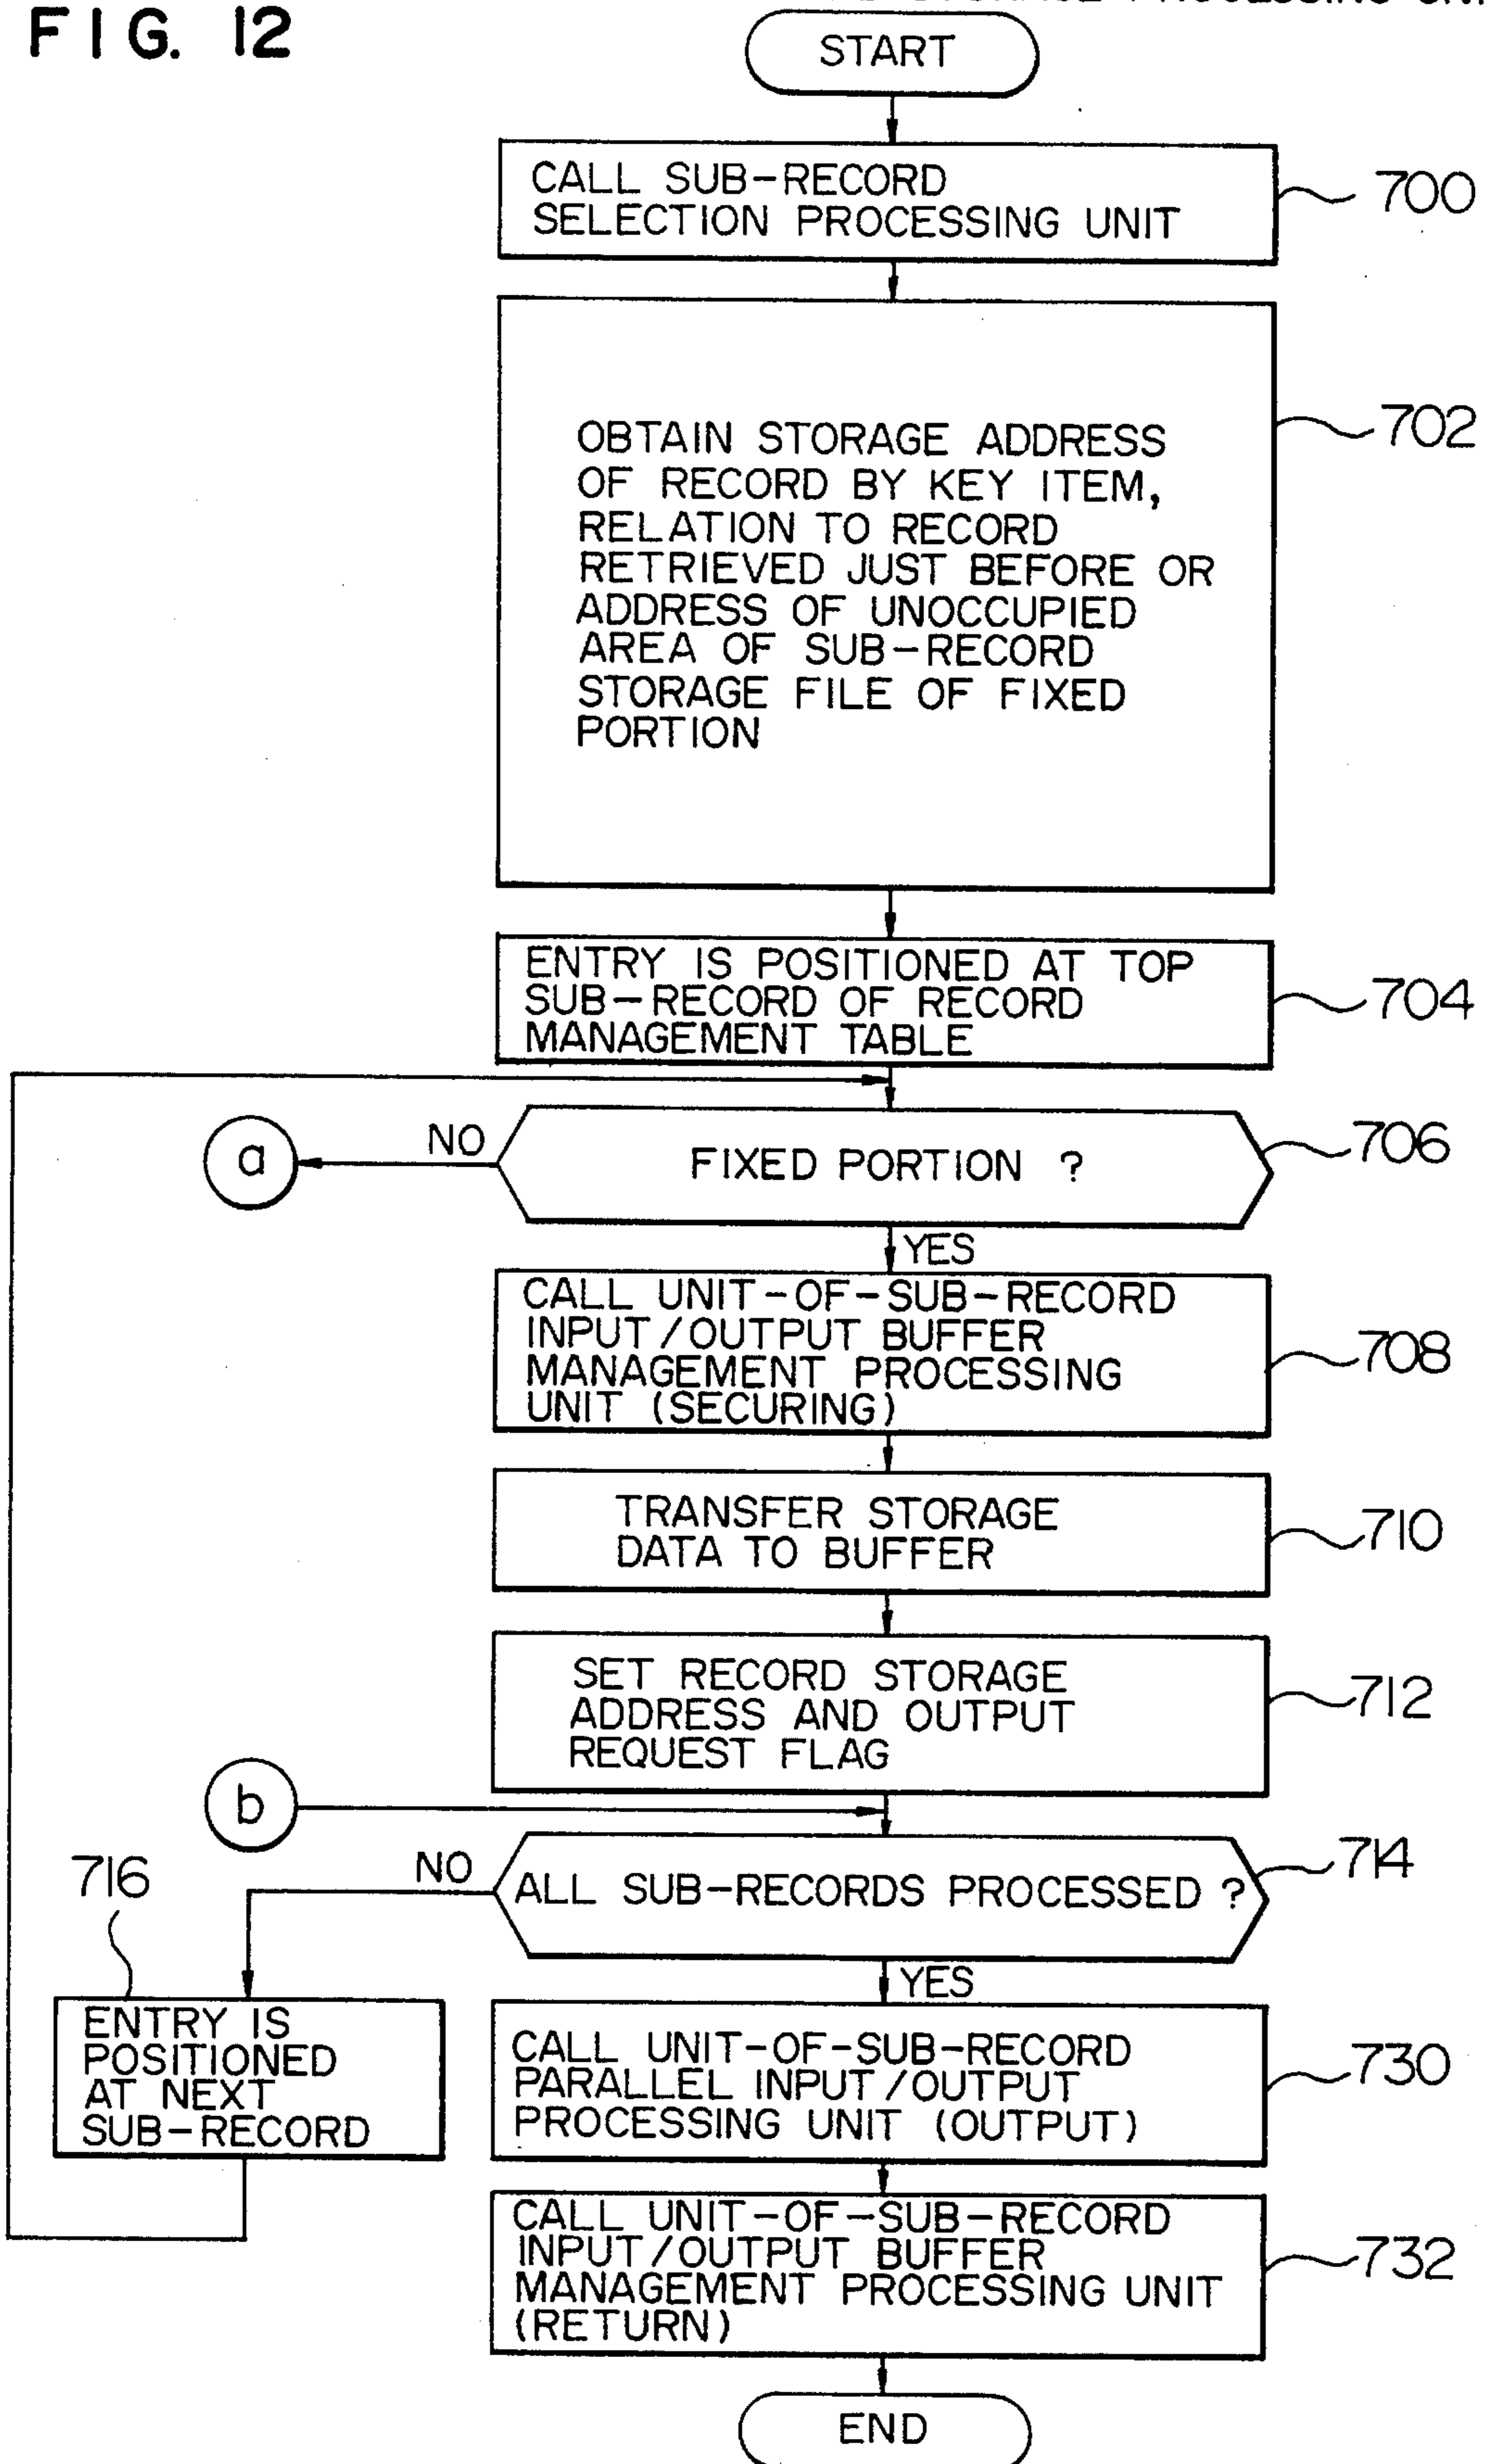 FIG. 12
START
CALL SUB-RECORD
SELECTION PROCESSING UNIT
700
OBTAIN STORAGE ADDRESS
OF RECORD BY KEY ITEM,
RELATION TO RECORD
RETRIEVED JUST BEFORE OR
ADDRESS OF UNOCCUPIED
AREA OF SUB-RECORD
STORAGE FILE OF FIXED
PORTION
702
ENTRY IS POSITIONED AT TOP
SUB-RECORD OF RECORD
MANAGEMENT TABLE
704
a
NO
FIXED PORTION ?
706
YES
CALL UNIT-OF-SUB-RECORD
INPUT/OUTPUT BUFFER
MANAGEMENT PROCESSING
UNIT (SECURING)
708
TRANSFER STORAGE
DATA TO BUFFER
710
SET RECORD STORAGE
ADDRESS AND OUTPUT
REQUEST FLAG
712
b
NO
ALL SUB-RECORDS PROCESSED ?
714
716
YES
ENTRY IS
POSITIONED
AT NEXT
SUB-RECORD
CALL UNIT-OF-SUB-RECORD
PARALLEL INPUT/OUTPUT
PROCESSING UNIT (OUTPUT)
730
CALL UNIT-OF-SUB-RECORD
INPUT/OUTPUT BUFFER
MANAGEMENT PROCESSING UNIT
(RETURN)
732
END